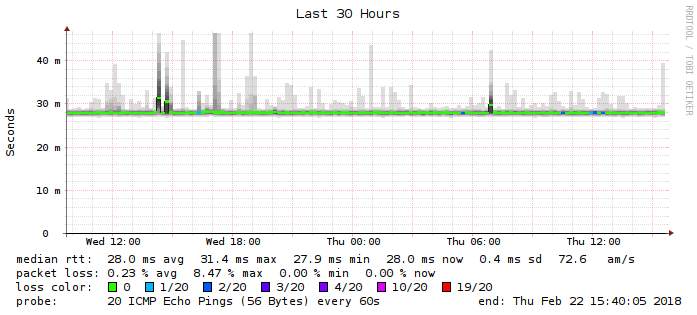 Last 30 Hours
RRDTOOL / TOBI OETIKER
Seconds
40 m
30 m
20 m
10 m
0
Wed 12:00 Wed 18:00 Thu 00:00 Thu 06:00 Thu 12:00
median rtt: 28.0 ms avg 31.4 ms max 27.9 ms min 28.0 ms now 0.4 ms sd 72.6 am/s
packet loss: 0.23 % avg 8.47 % max 0.00 % min 0.00 % now
loss color: 0 1/20 2/20 3/20 4/20 10/20 19/20
probe: 20 ICMP Echo Pings (56 Bytes) every 60s end: Thu Feb 22 15:40:05 2018